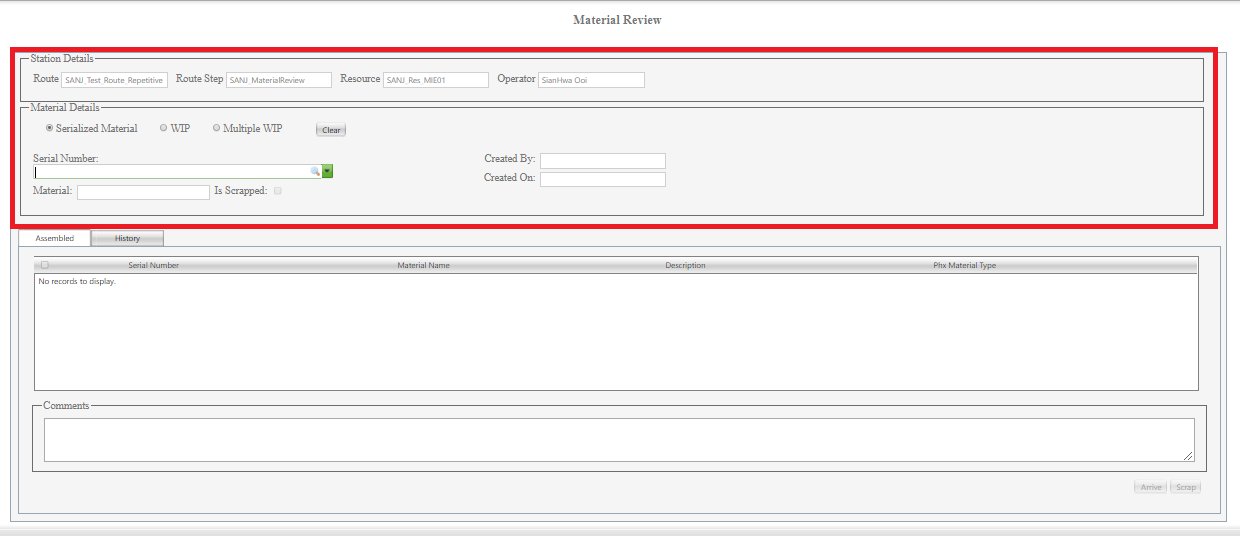 Material Review
Station Details
Route SANJ_Test_Route_Repetitive Route Step SANJ_MaterialReview Resource SANJ_Res_MIE01 Operator SianHwa Ooi
Material Details
Serialized Material WIP Multiple WIP Clear
Serial Number: Created By:
Created On:
Material: Is Scrapped:
Assembled History
Serial Number Material Name Description Phx Material Type
No records to display.
Comments
Arrive Scrap